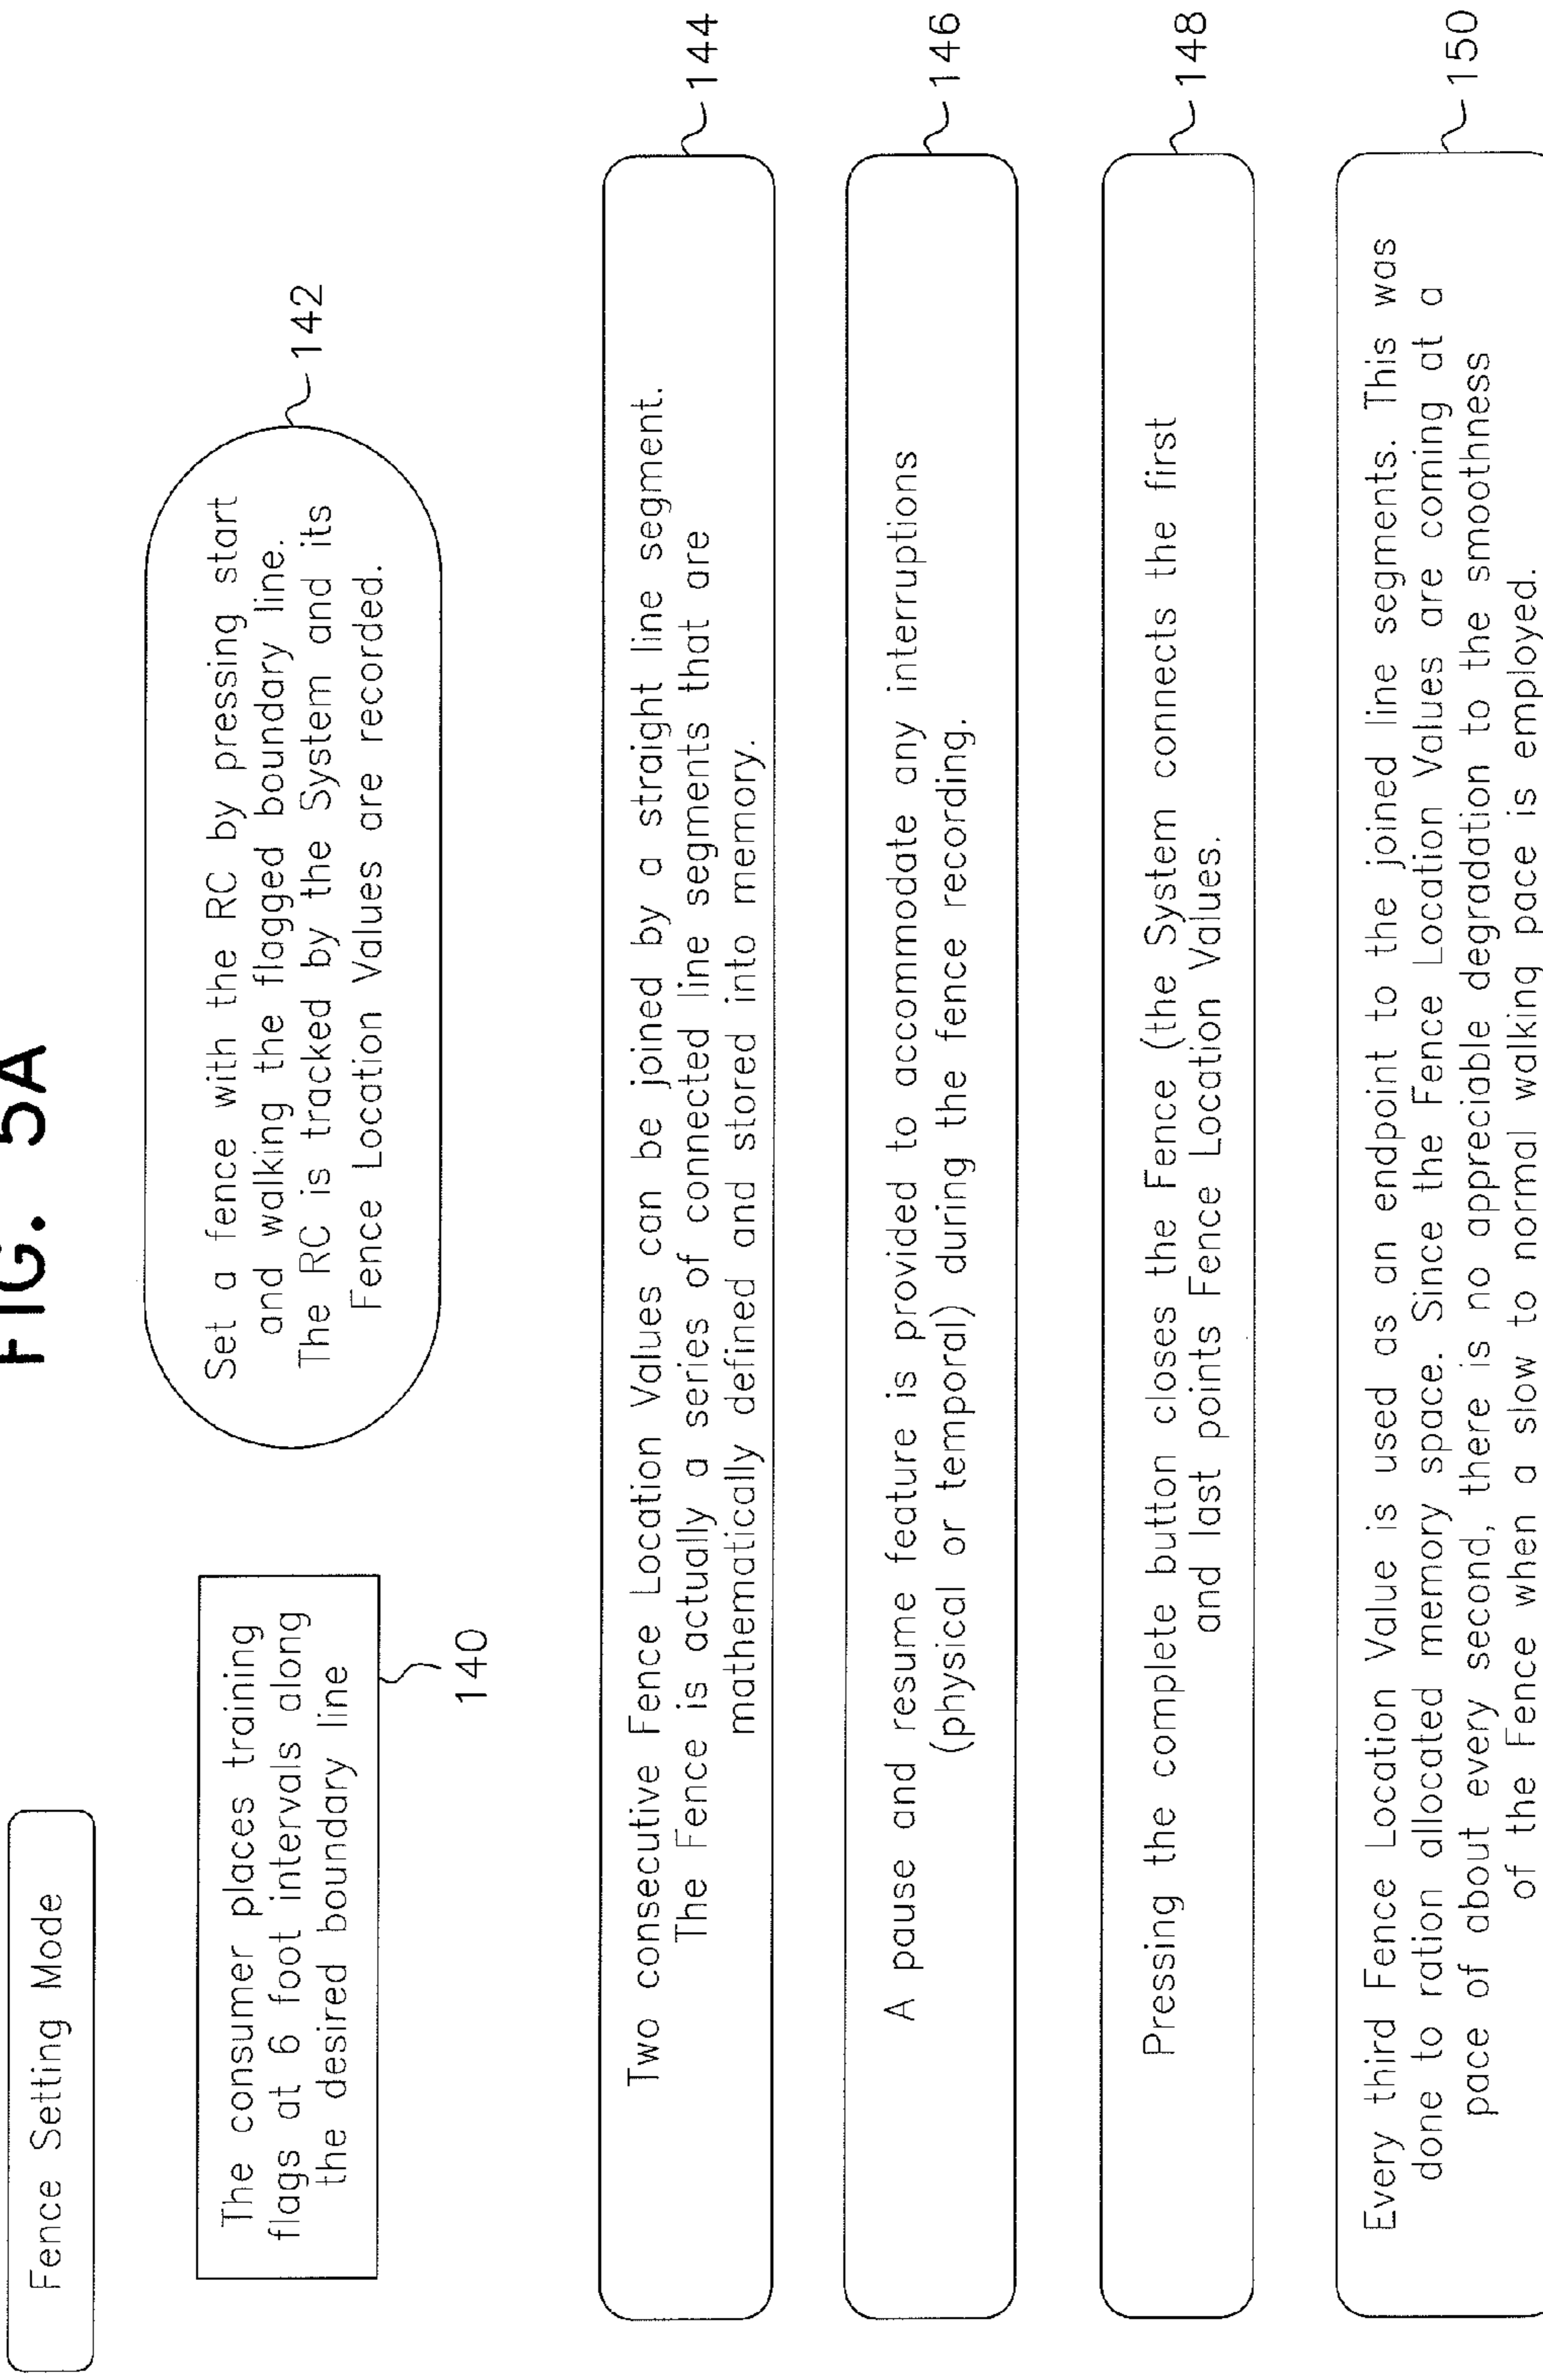 FIG. 5A
Fence Setting Mode
The consumer places training
flags at 6 foot intervals along
the desired boundary line
140
Set a fence with the RC by pressing start
and walking the flagged boundary line.
The RC is tracked by the System and its
Fence Location Values are recorded.
142
Two consecutive Fence Location Values can be joined by a straight line segment.
The Fence is actually a series of connected line segments that are
mathematically defined and stored into memory.
144
A pause and resume feature is provided to accommodate any interruptions
(physical or temporal) during the fence recording.
146
Pressing the complete button closes the Fence (the System connects the first
and last points Fence Location Values.
148
Every third Fence Location Value is used as an endpoint to the joined line segments. This was
done to ration allocated memory space. Since the Fence Location Values are coming at a
pace of about every second, there is no appreciable degradation to the smoothness
of the Fence when a slow to normal walking pace is employed.
150